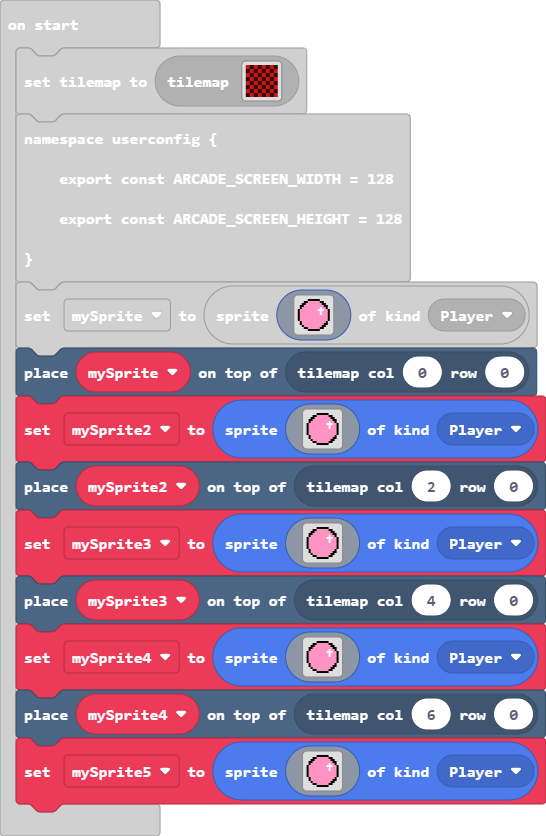 on start
set tilemap to tilemap
namespace userconfig {
export const ARCADE_SCREEN_WIDTH = 128
export const ARCADE_SCREEN_HEIGHT = 128
}
set mySprite to sprite of kind Player
place mySprite on top of tilemap col 0 row 0
set mySprite2 to sprite of kind Player
place mySprite2 on top of tilemap col 2 row 0
set mySprite3 to sprite of kind Player
place mySprite3 on top of tilemap col 4 row 0
set mySprite4 to sprite of kind Player
place mySprite4 on top of tilemap col 6 row 0
set mySprite5 to sprite of kind Player